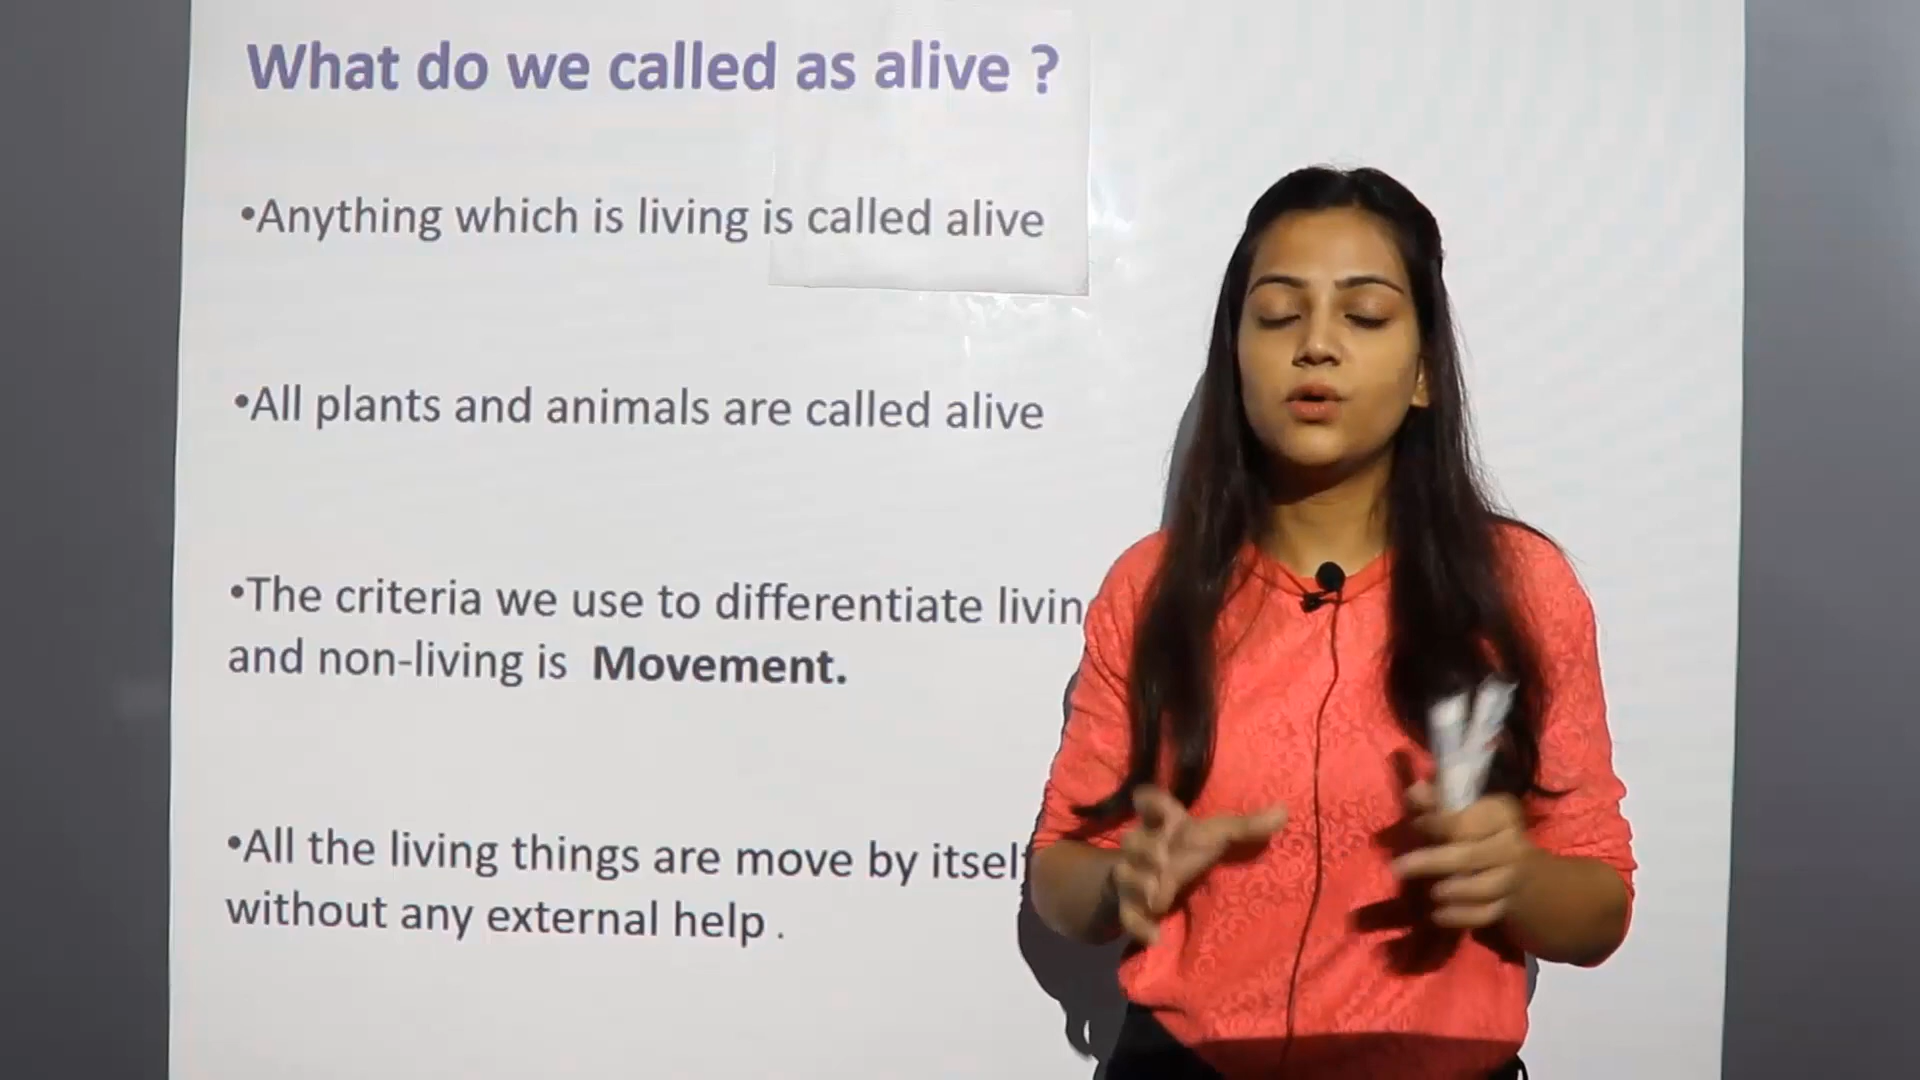 What do we called as alive ?
•Anything which is living is called alive
•All plants and animals are called alive
•The criteria we use to differentiate livin
and non-living is Movement.
•All the living things are move by itself
without any external help .